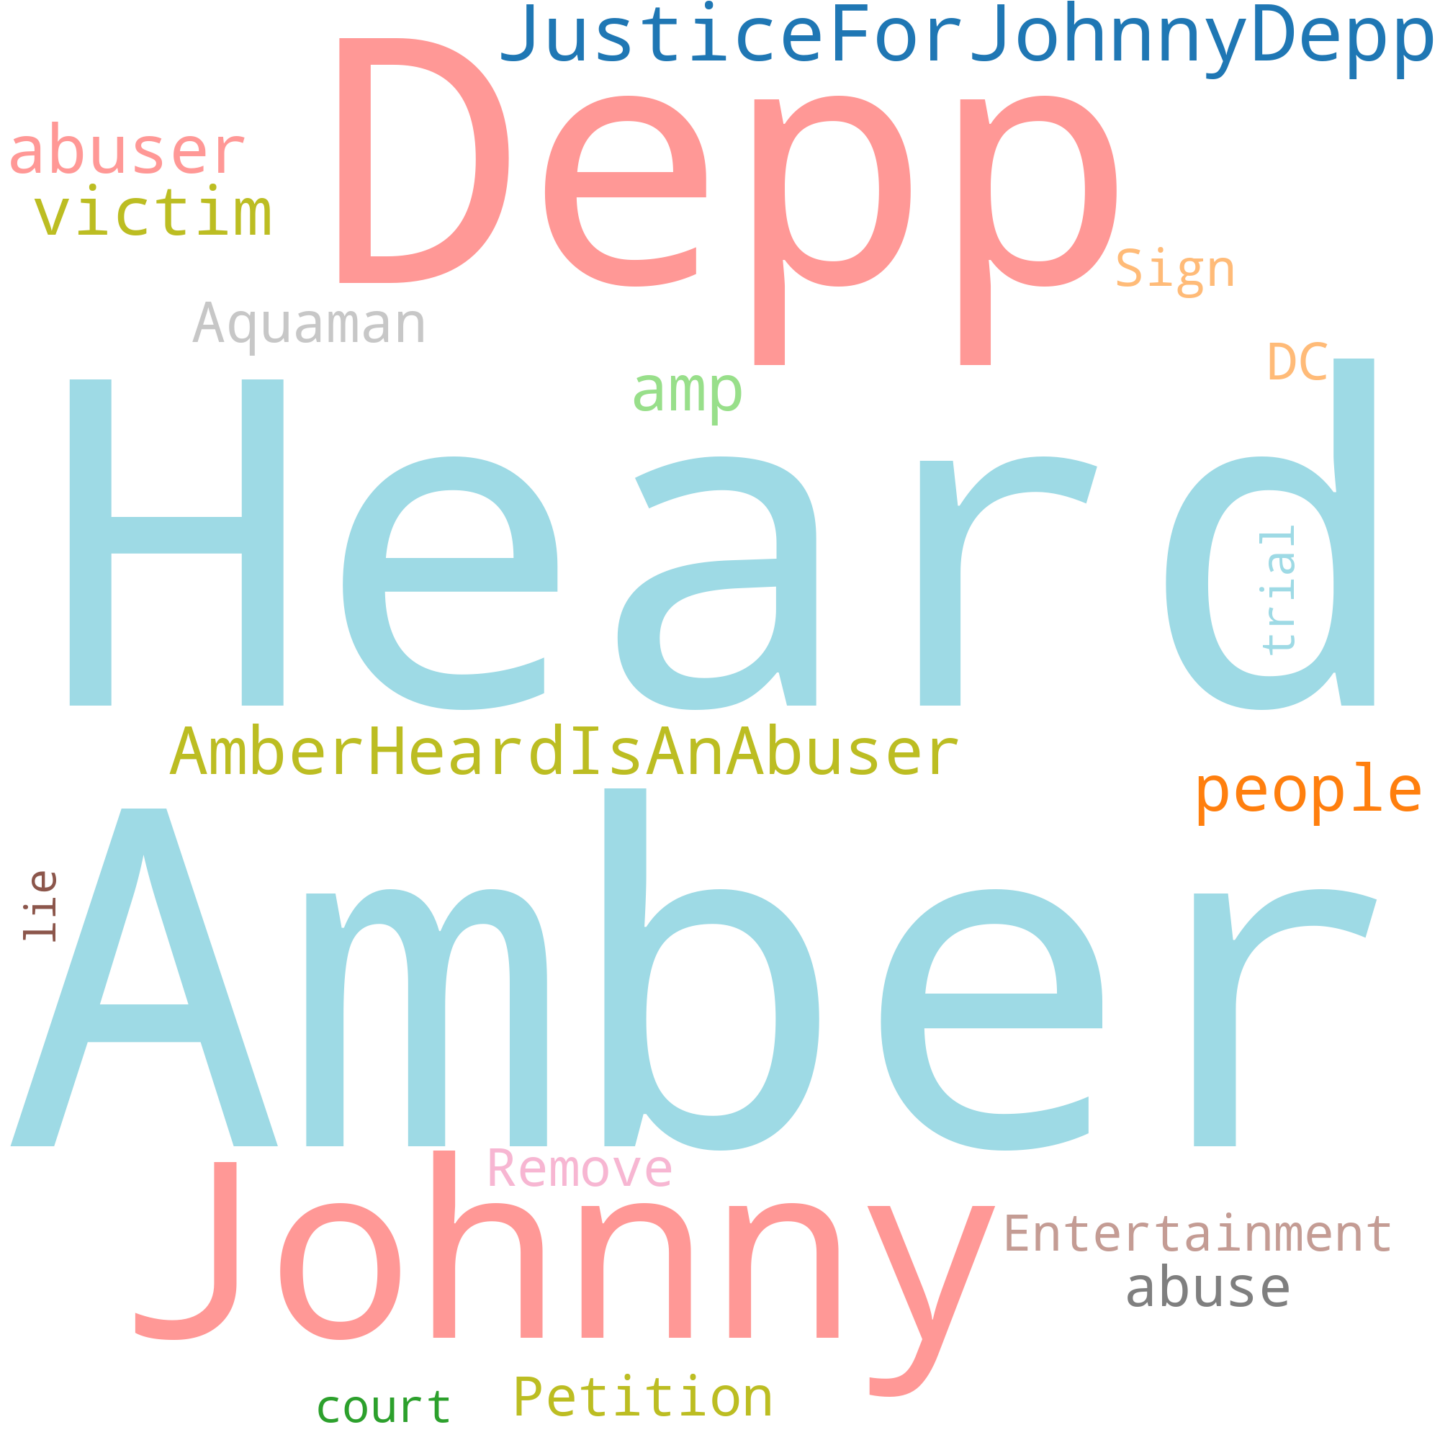 JusticeForJohnnyDepp
Depp
abuser
victim
Sign
Aquaman
DC
amp
Heard
trial
AmberHeardIsAnAbuser
people
Amber
lie
Remove
Johnny
Entertainment
abuse
Petition
court